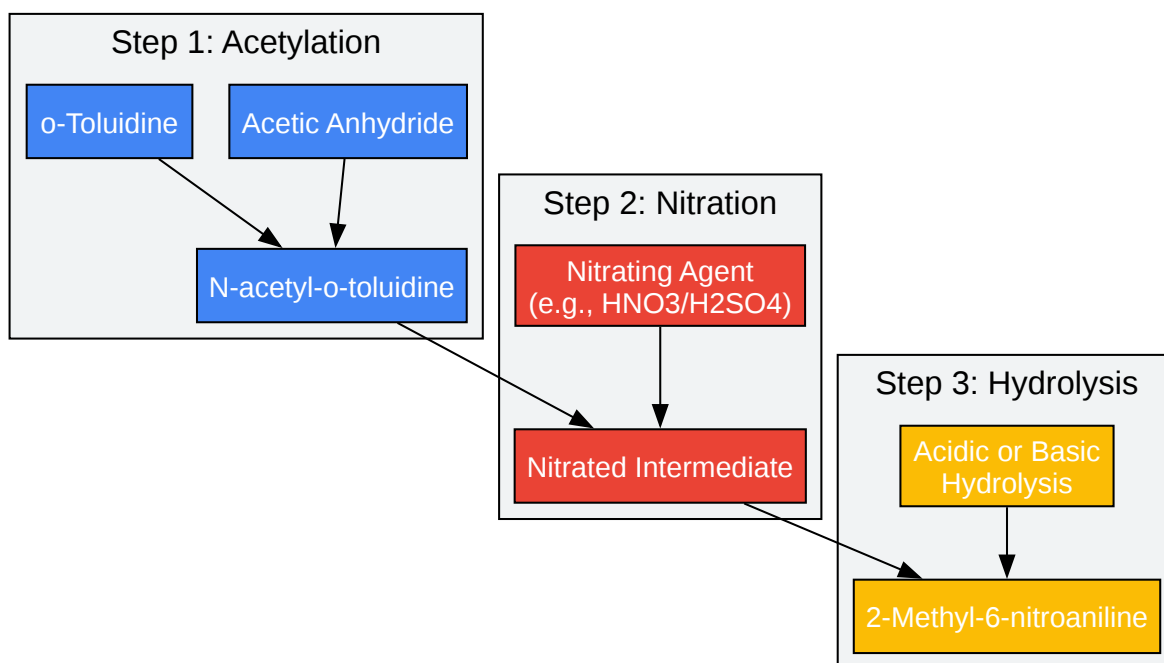 Step 1: Acetylation
o-Toluidine
Acetic Anhydride
N-acetyl-o-toluidine
Step 2: Nitration
Nitrating Agent
(e.g., HNO3/H2SO4)
Nitrated Intermediate
Step 3: Hydrolysis
Acidic or Basic
Hydrolysis
2-Methyl-6-nitroaniline